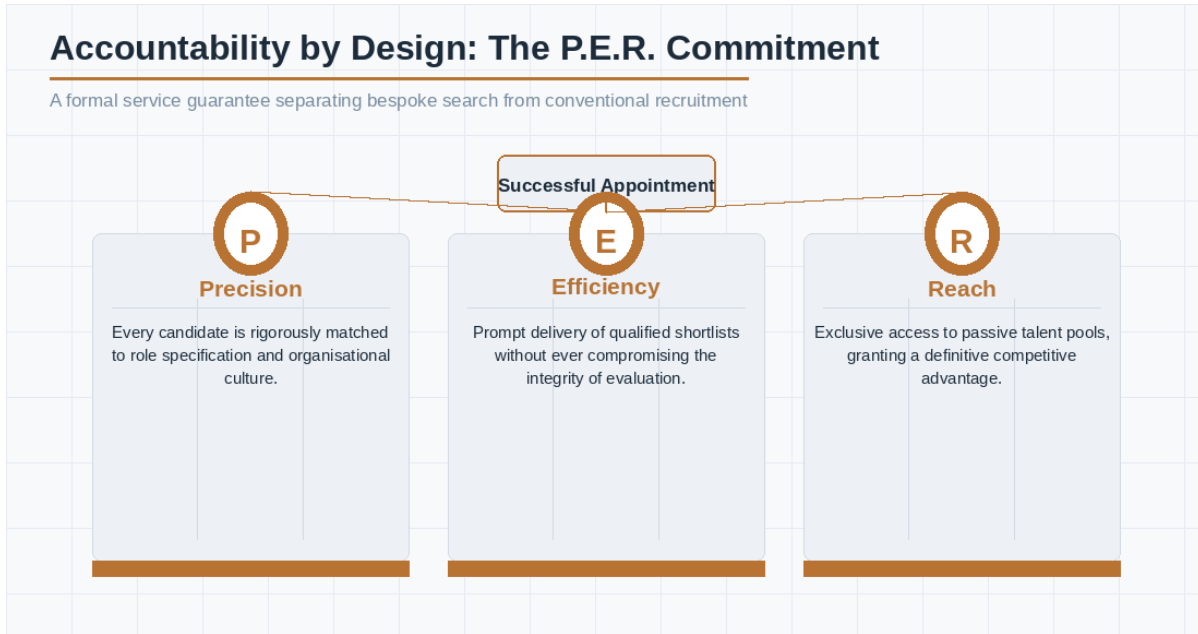 Accountability by Design: The P.E.R. Commitment
A formal service guarantee separating bespoke search from conventional recruitment
Successful Appointment
P
Precision
Every candidate is rigorously matched
to role specification and organisational
culture.
E
Efficiency
Prompt delivery of qualified shortlists
without ever compromising the
integrity of evaluation.
R
Reach
Exclusive access to passive talent pools,
granting a definitive competitive
advantage.